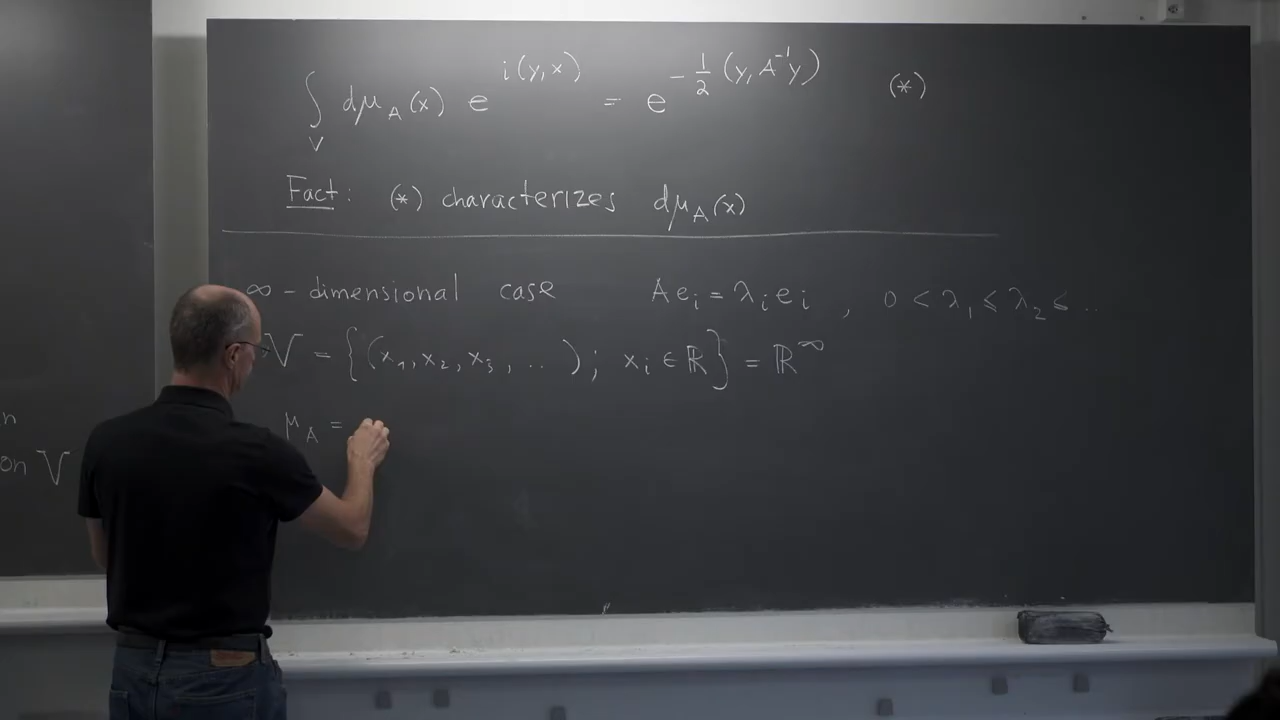 ∫_V dμ_A(x) e^{i(y,x)} = e^{-1/2 (y, A^{-1}y)} (*)
Fact: (*) characterizes dμ_A(x)
∞-dimensional case Ae_i = λ_i e_i , 0 < λ_1 ≤ λ_2 ≤ ..
V = {(x_1, x_2, x_3, ..); x_i ∈ ℝ} = ℝ^∞
n
μ_A =
on V